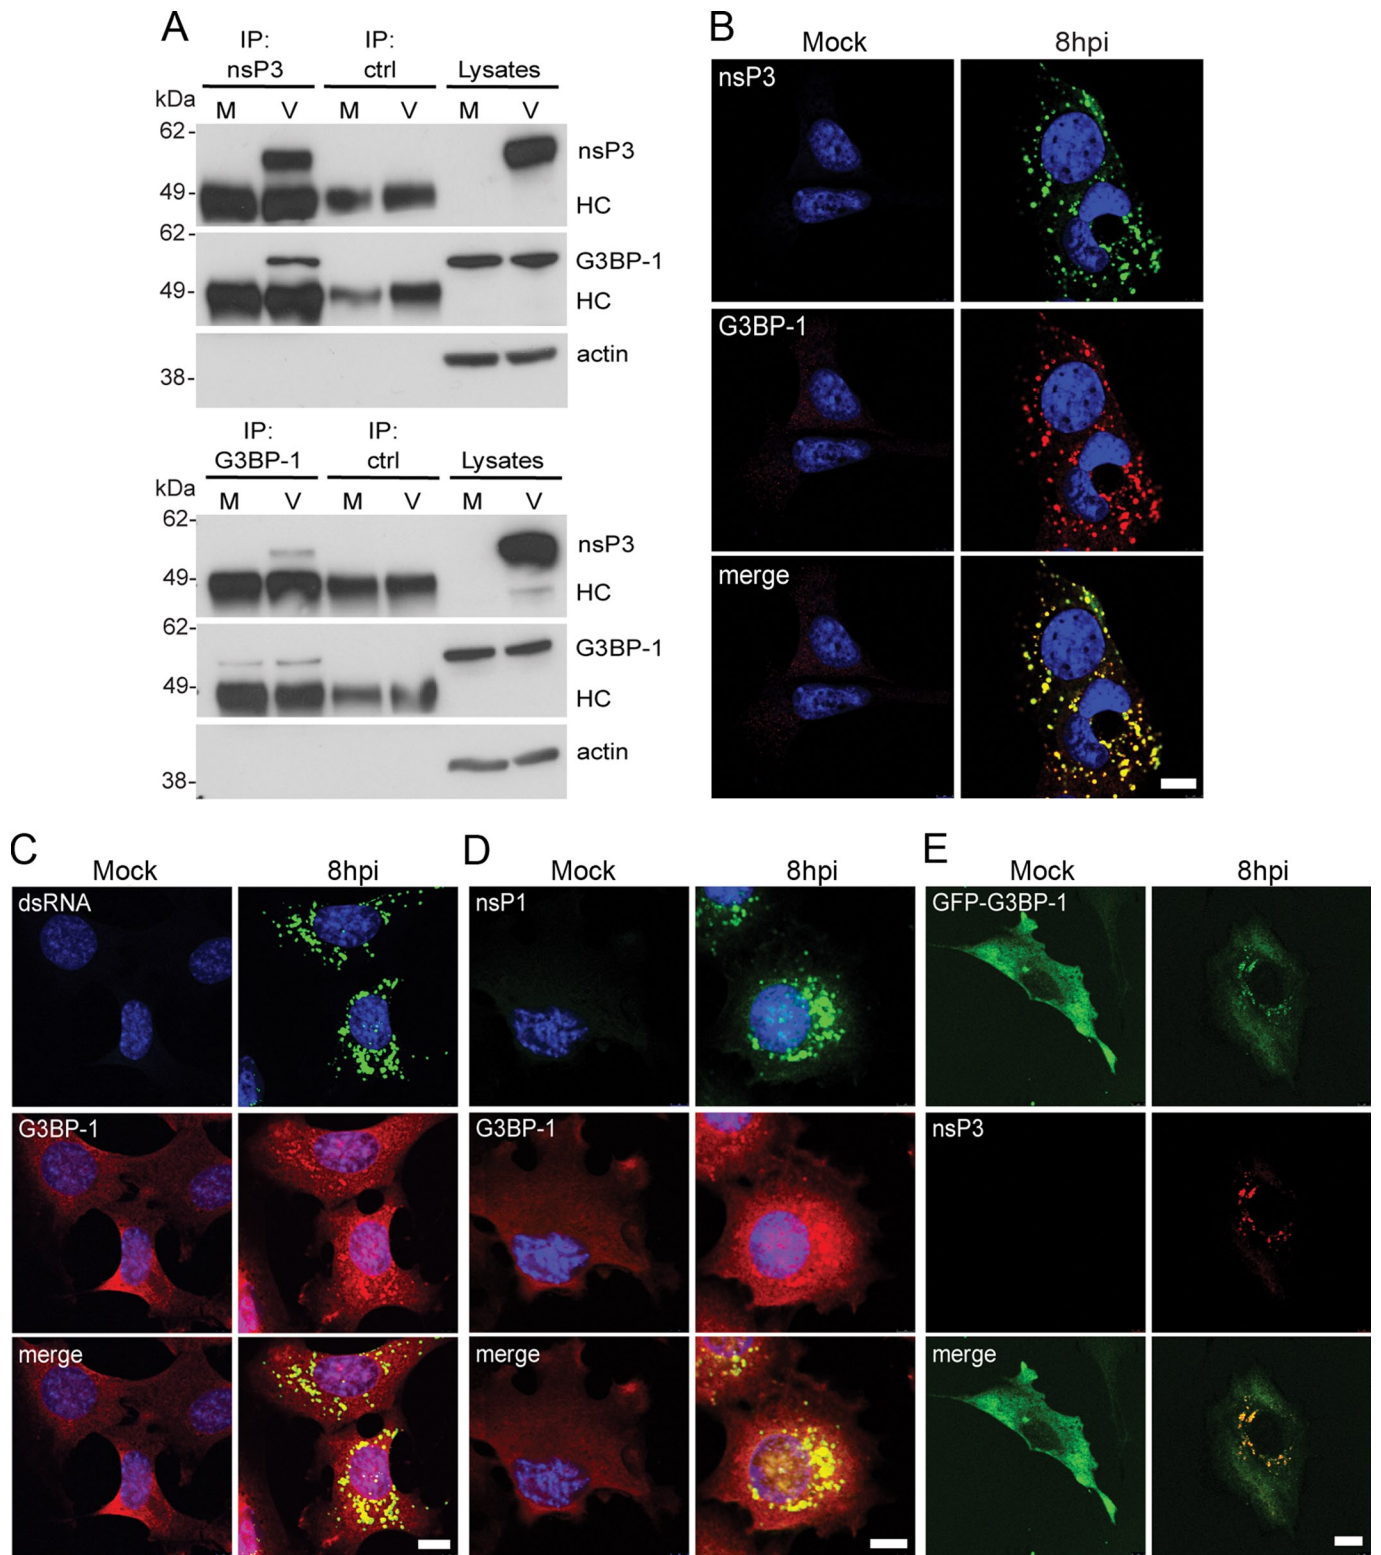 A
IP: IP:
nsP3 ctrl Lysates
kDa M V M V M V
62- nsP3
49- HC
62- G3BP-1
49- HC
actin
38-
IP: IP:
G3BP-1 ctrl Lysates
kDa M V M V M V
62- nsP3
49- HC
62- G3BP-1
49- HC
actin
38-
B
Mock 8hpi
nsP3
G3BP-1
merge
C
Mock 8hpi
dsRNA
G3BP-1
merge
D
Mock 8hpi
nsP1
G3BP-1
merge
E
Mock 8hpi
GFP-G3BP-1
nsP3
merge